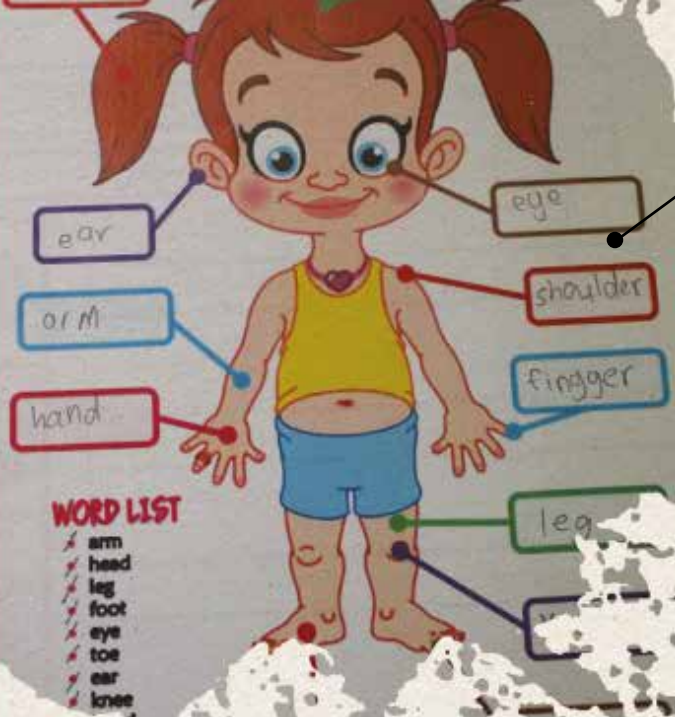 eye
ear
shoulder
arm
fingger
hand
leg
WORD LIST
arm
head
leg
foot
eye
toe
ear
knee